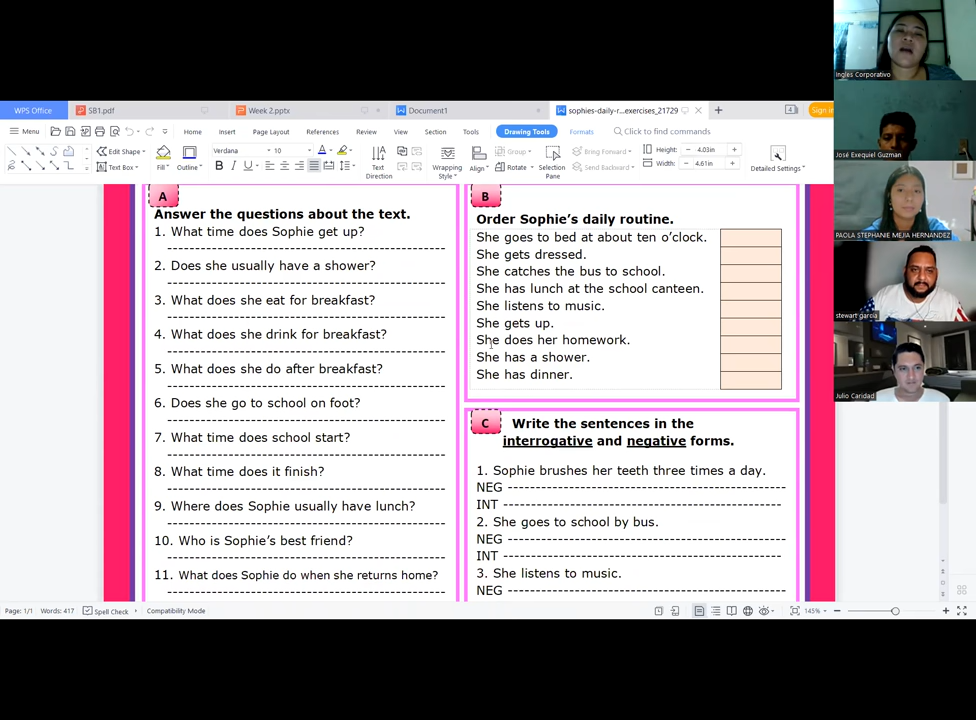 Ingles Corporativo
José Exequiel Guzman
PAOLA STEPHANIE MEJIA HERNANDEZ
stewart garcia
Julio Caridad
WPS Office
SB1.pdf
Week 2.pptx
Document1
sophies-daily-r...exercises_21729
+
4
Sign in
Menu
Home
Insert
Page Layout
References
Review
View
Section
Tools
Drawing Tools
Formats
Click to find commands
Edit Shape
Text Box
Fill
Outline
Verdana
10
B I U
A
Text Direction
Align
Wrapping Style
Group
Rotate
Selection Pane
Bring Forward
Send Backward
Height: - 4.03in +
Width: - 4.61in +
Detailed Settings
A
Answer the questions about the text.
1. What time does Sophie get up?
2. Does she usually have a shower?
3. What does she eat for breakfast?
4. What does she drink for breakfast?
5. What does she do after breakfast?
6. Does she go to school on foot?
7. What time does school start?
8. What time does it finish?
9. Where does Sophie usually have lunch?
10. Who is Sophie's best friend?
11. What does Sophie do when she returns home?
B
Order Sophie's daily routine.
She goes to bed at about ten o'clock.
She gets dressed.
She catches the bus to school.
She has lunch at the school canteen.
She listens to music.
She gets up.
She does her homework.
She has a shower.
She has dinner.
C
Write the sentences in the
interrogative and negative forms.
1. Sophie brushes her teeth three times a day.
NEG
INT
2. She goes to school by bus.
NEG
INT
3. She listens to music.
NEG
Page: 1/1 Words: 417 Spell Check Compatibility Mode
145% - +